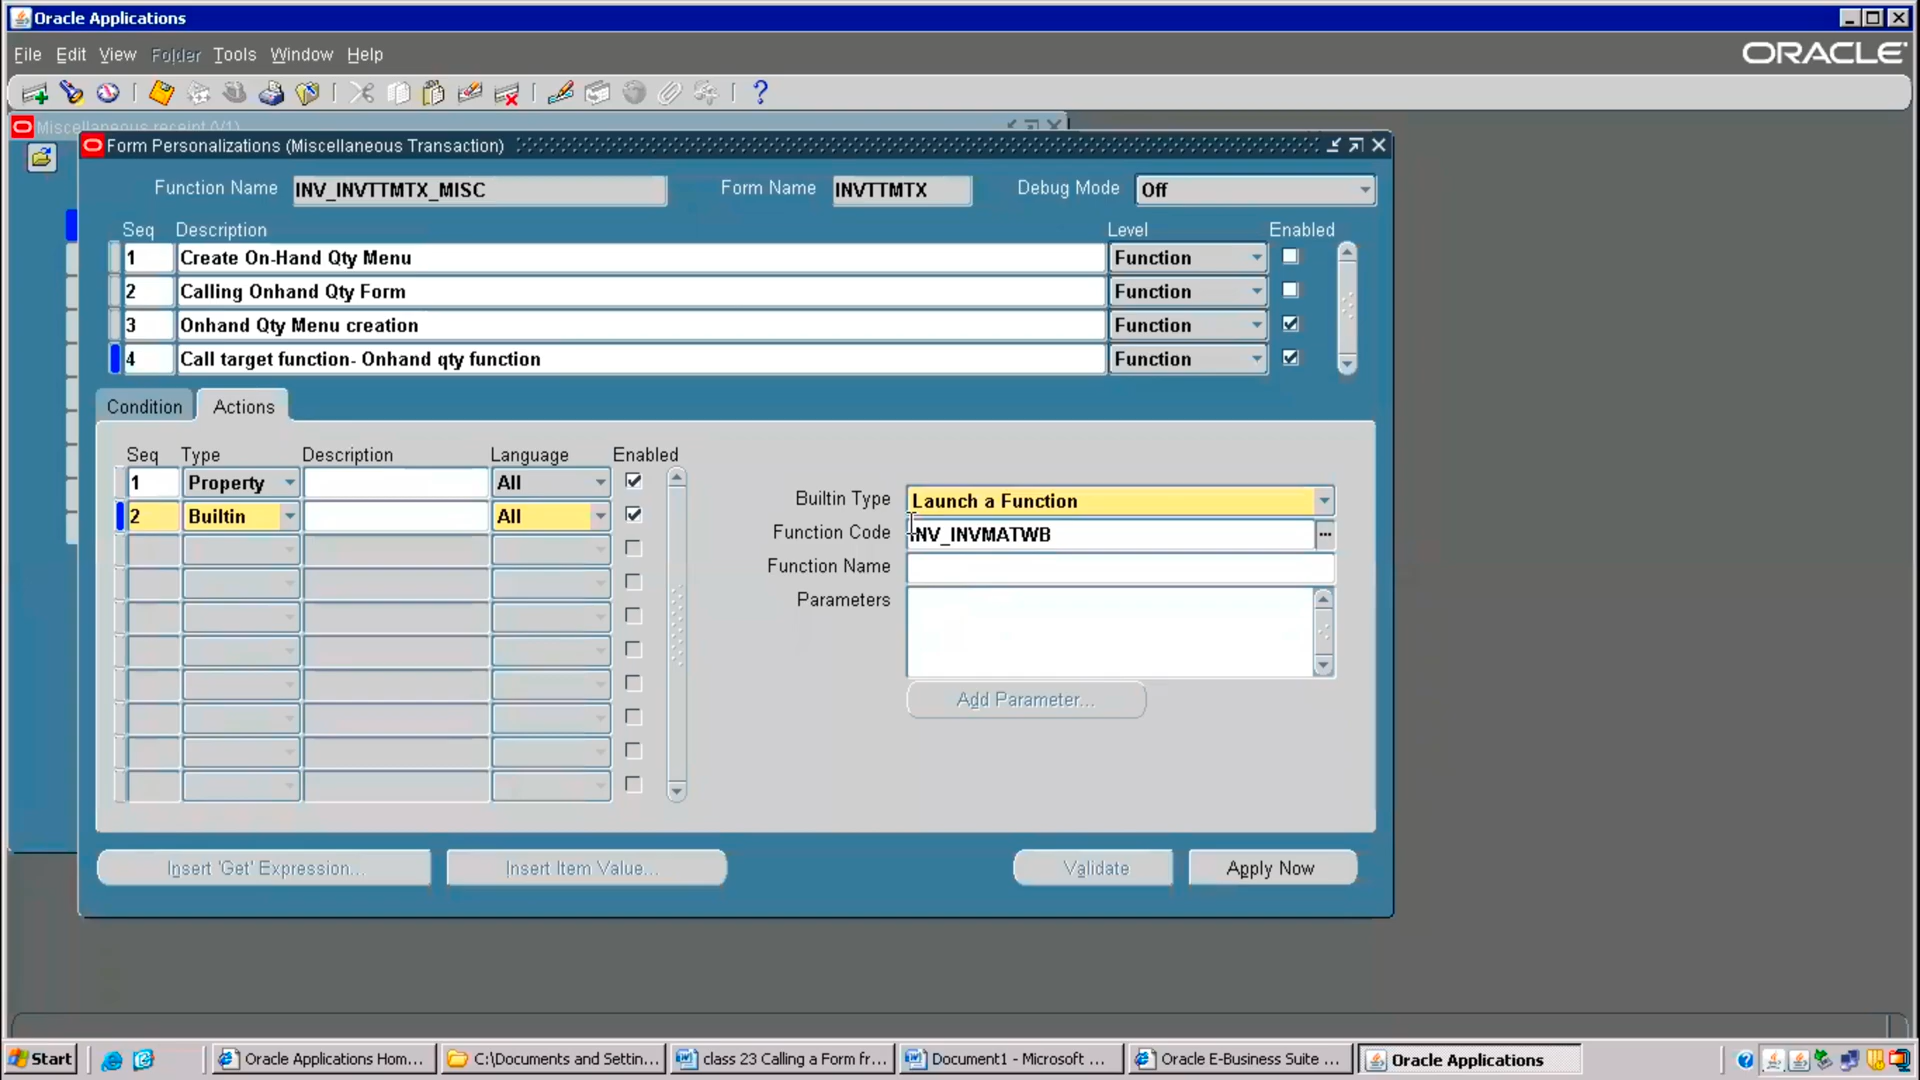 Oracle Applications
File Edit View Folder Tools Window Help
ORACLE
Miscellaneous receipt (V1)
Form Personalizations (Miscellaneous Transaction)
Function Name INV_INVTTMTX_MISC Form Name INVTTMTX Debug Mode Off
Seq Description Level Enabled
1 Create On-Hand Qty Menu Function
2 Calling Onhand Qty Form Function
3 Onhand Qty Menu creation Function
4 Call target function- Onhand qty function Function
Condition Actions
Seq Type Description Language Enabled
1 Property All
2 Builtin All
Builtin Type Launch a Function
Function Code INV_INVMATWB
Function Name
Parameters
Add Parameter...
Insert 'Get' Expression... Insert Item Value... Validate Apply Now
Start Oracle Applications Hom... C:\Documents and Settin... class 23 Calling a Form fr... Document1 - Microsoft ... Oracle E-Business Suite ... Oracle Applications